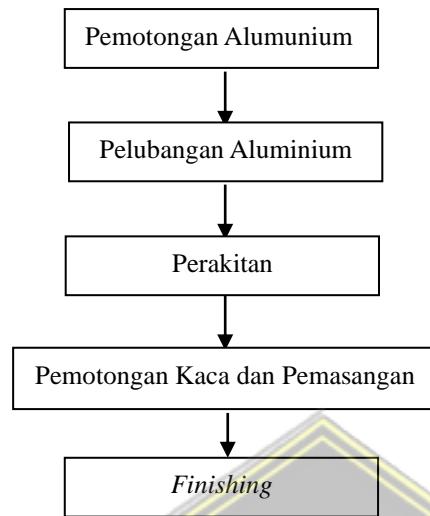 Pemotongan Alumunium
Pelubangan Aluminium
Perakitan
Pemotongan Kaca dan Pemasangan
Finishing